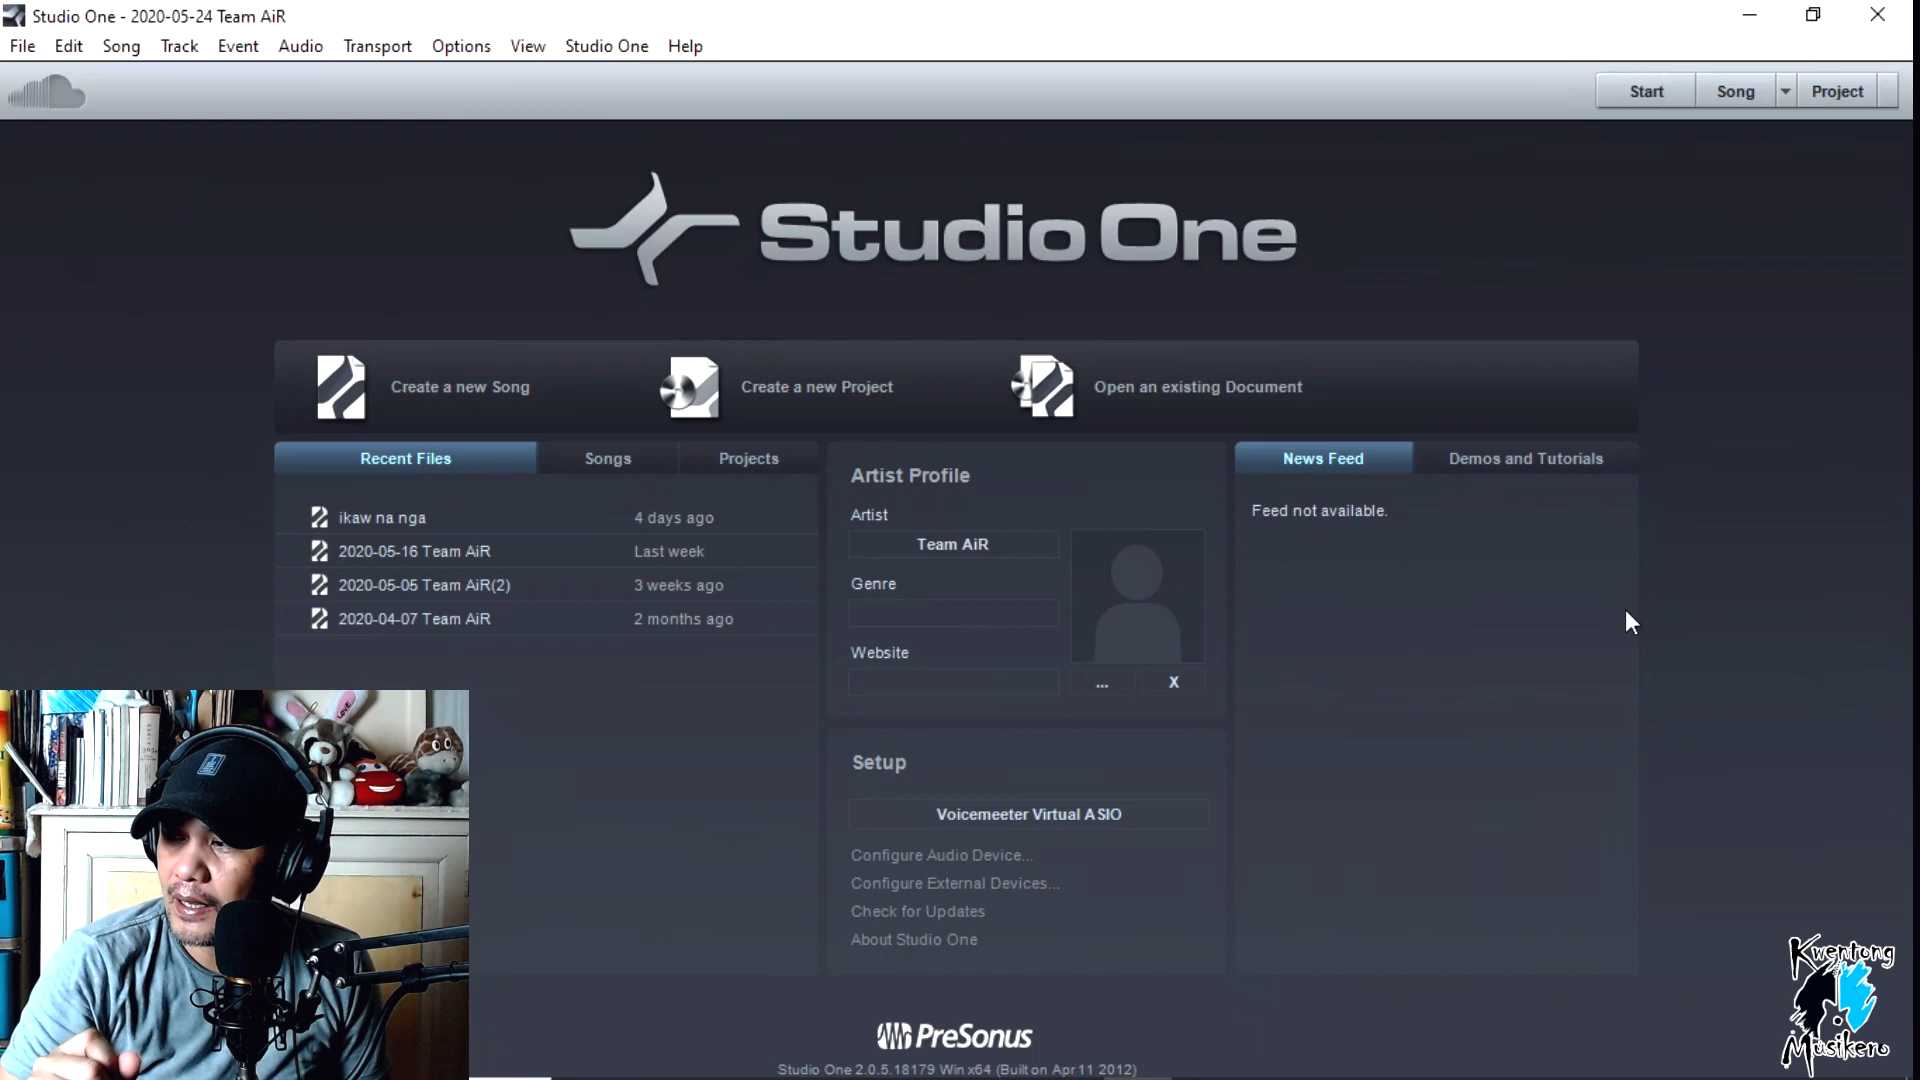 Studio One - 2020-05-24 Team AiR
File Edit Song Track Event Audio Transport Options View Studio One Help
Start Song Project
Studio One
Create a new Song Create a new Project Open an existing Document
Recent Files Songs Projects
ikaw na nga 4 days ago
2020-05-16 Team AiR Last week
2020-05-05 Team AiR(2) 3 weeks ago
2020-04-07 Team AiR 2 months ago
Artist Profile
Artist
Team AiR
Genre
Website
... X
Setup
Voicemeeter Virtual ASIO
Configure Audio Device...
Configure External Devices...
Check for Updates
About Studio One
News Feed Demos and Tutorials
Feed not available.
LOVE
PreSonus
Studio One 2.0.5.18179 Win x64 (Built on Apr 11 2012)
Kwentong
Musikero